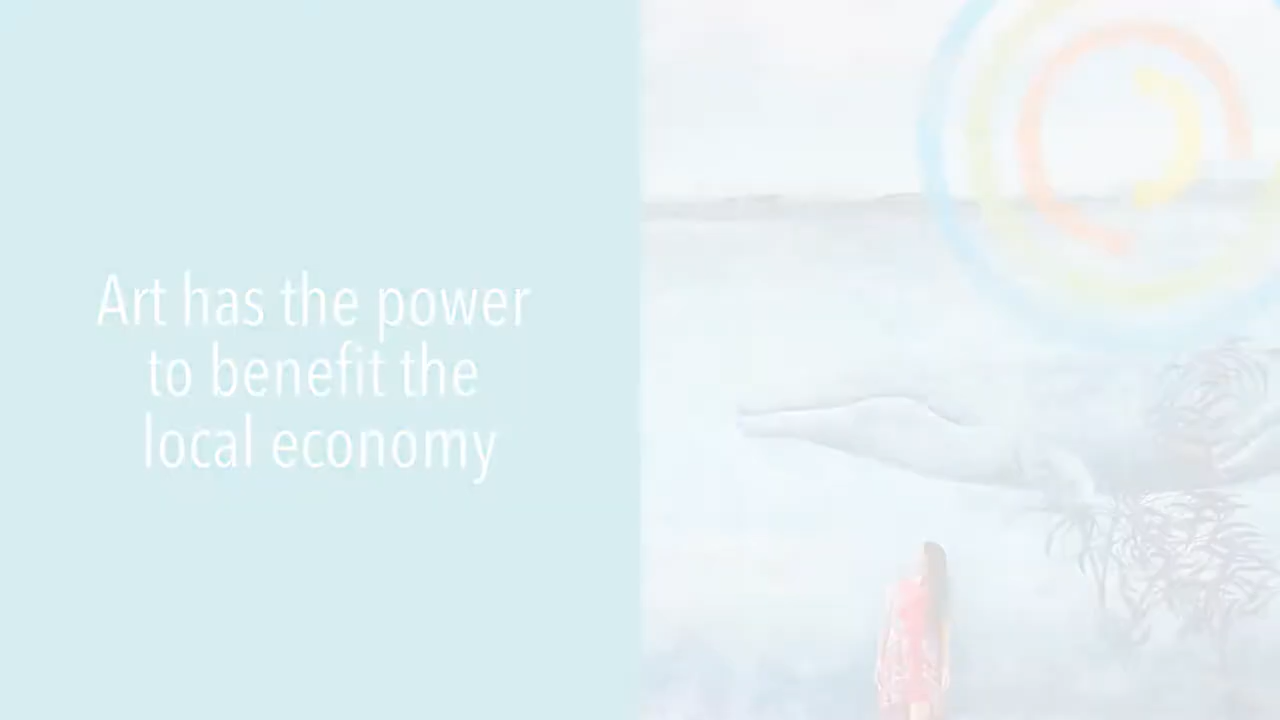 Art has the power
to benefit the
local economy